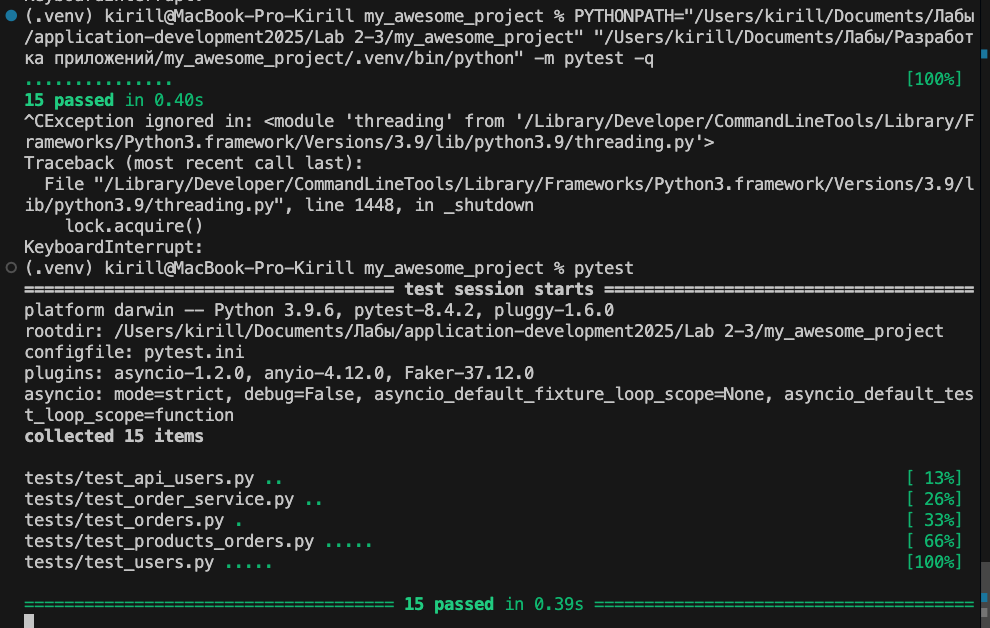 (.venv) kirill@MacBook-Pro-Kirill my_awesome_project % PYTHONPATH="/Users/kirill/Documents/Лабы
/application-development2025/Lab 2-3/my_awesome_project" "/Users/kirill/Documents/Лабы/Разработ
ка приложений/my_awesome_project/.venv/bin/python" -m pytest -q
............... [100%]
15 passed in 0.40s
^CException ignored in: <module 'threading' from '/Library/Developer/CommandLineTools/Library/F
rameworks/Python3.framework/Versions/3.9/lib/python3.9/threading.py'>
Traceback (most recent call last):
  File "/Library/Developer/CommandLineTools/Library/Frameworks/Python3.framework/Versions/3.9/l
ib/python3.9/threading.py", line 1448, in _shutdown
    lock.acquire()
KeyboardInterrupt:
(.venv) kirill@MacBook-Pro-Kirill my_awesome_project % pytest
===================================== test session starts =====================================
platform darwin -- Python 3.9.6, pytest-8.4.2, pluggy-1.6.0
rootdir: /Users/kirill/Documents/Лабы/application-development2025/Lab 2-3/my_awesome_project
configfile: pytest.ini
plugins: asyncio-1.2.0, anyio-4.12.0, Faker-37.12.0
asyncio: mode=strict, debug=False, asyncio_default_fixture_loop_scope=None, asyncio_default_tes
t_loop_scope=function
collected 15 items
tests/test_api_users.py .. [ 13%]
tests/test_order_service.py .. [ 26%]
tests/test_orders.py . [ 33%]
tests/test_products_orders.py ..... [ 66%]
tests/test_users.py ..... [100%]
===================================== 15 passed in 0.39s ======================================